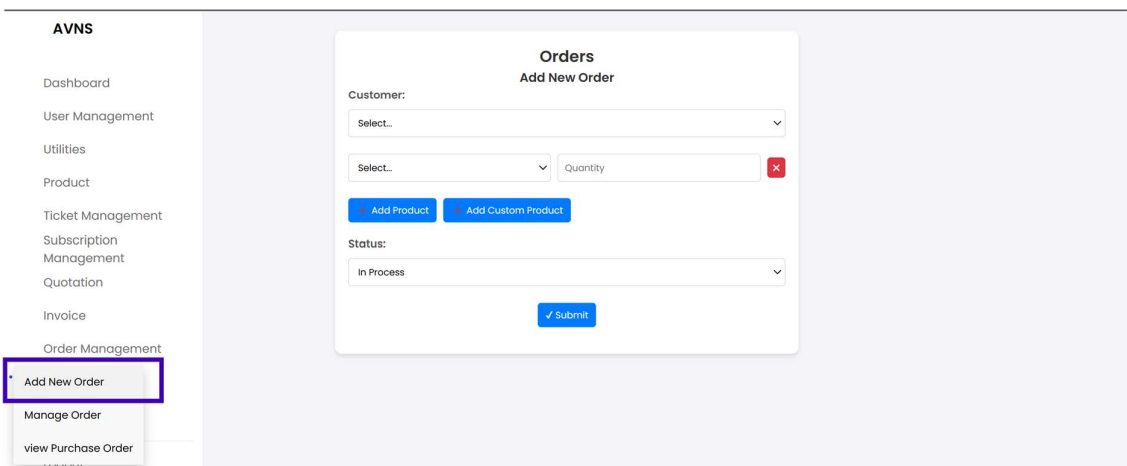 AVNS
Dashboard
User Management
Utilities
Product
Ticket Management
Subscription
Management
Quotation
Invoice
Order Management
Add New Order
Manage Order
view Purchase Order
Orders
Add New Order
Customer:
Select...
Select...
Quantity
Add Product
Add Custom Product
Status:
In Process
✓ Submit